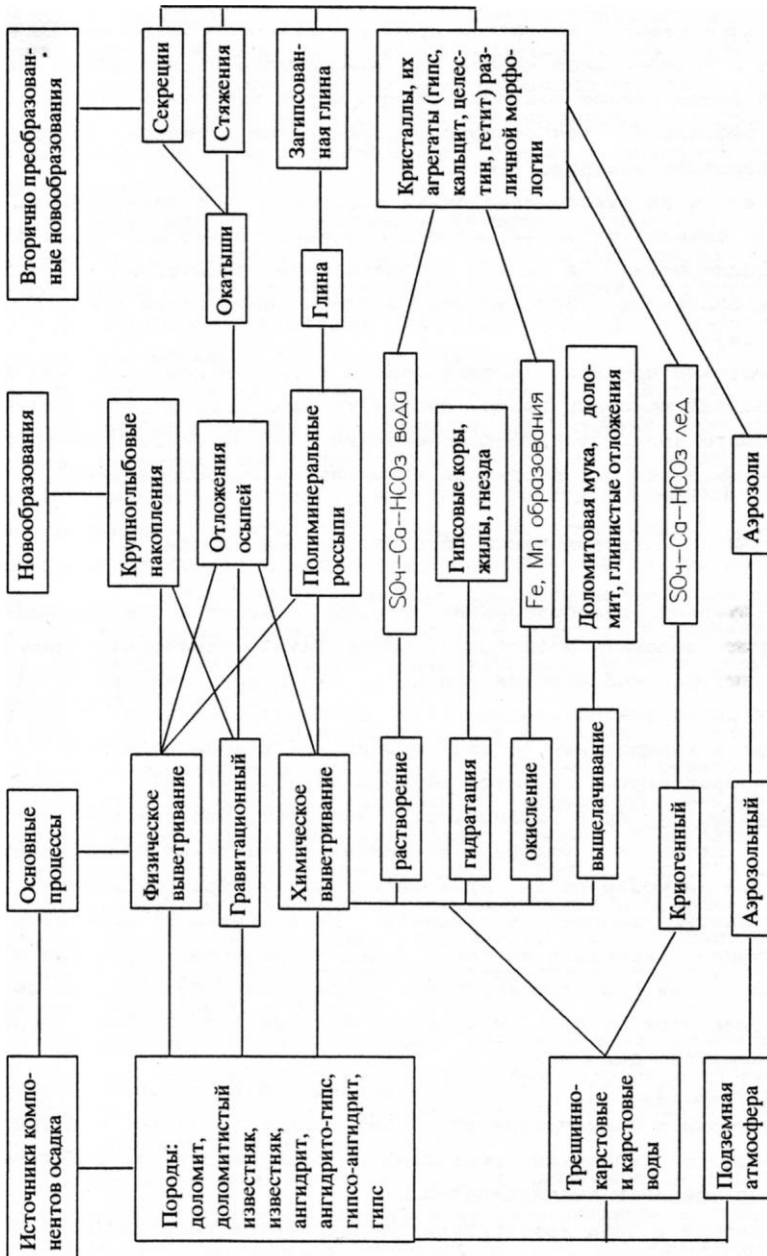 Источники компо-
нентов осадка
Основные
процессы
Новообразования
Вторично преобразован-
ные новообразования
Породы:
доломит,
доломитистый
известняк,
известняк,
ангидрит,
ангидрито-гипс,
гипсо-ангидрит,
гипс
Трещинно-
карстовые
и карстовые
воды
Подземная
атмосфера
Физическое
выветривание
Гравитационный
Химическое
выветривание
растворение
гидратация
окисление
вышелачивание
Криогенный
Аэрозольный
Крупноглыбовые
накопления
Отложения
осыпей
Полиминеральные
россыпи
SO4–Ca–HCO3 вода
Гипсовые коры,
жилы, гнезда
Fe, Mn образования
Доломитовая мука, доло-
мит, глинистые отложения
SO4–Ca–HCO3 лед
Аэрозоли
Окатыши
Глина
Секреции
Стяжения
Загипсован-
ная глина
Кристаллы, их
агрегаты (гипс,
кальцит, целес-
тин, гетит) раз-
личной морфо-
логии